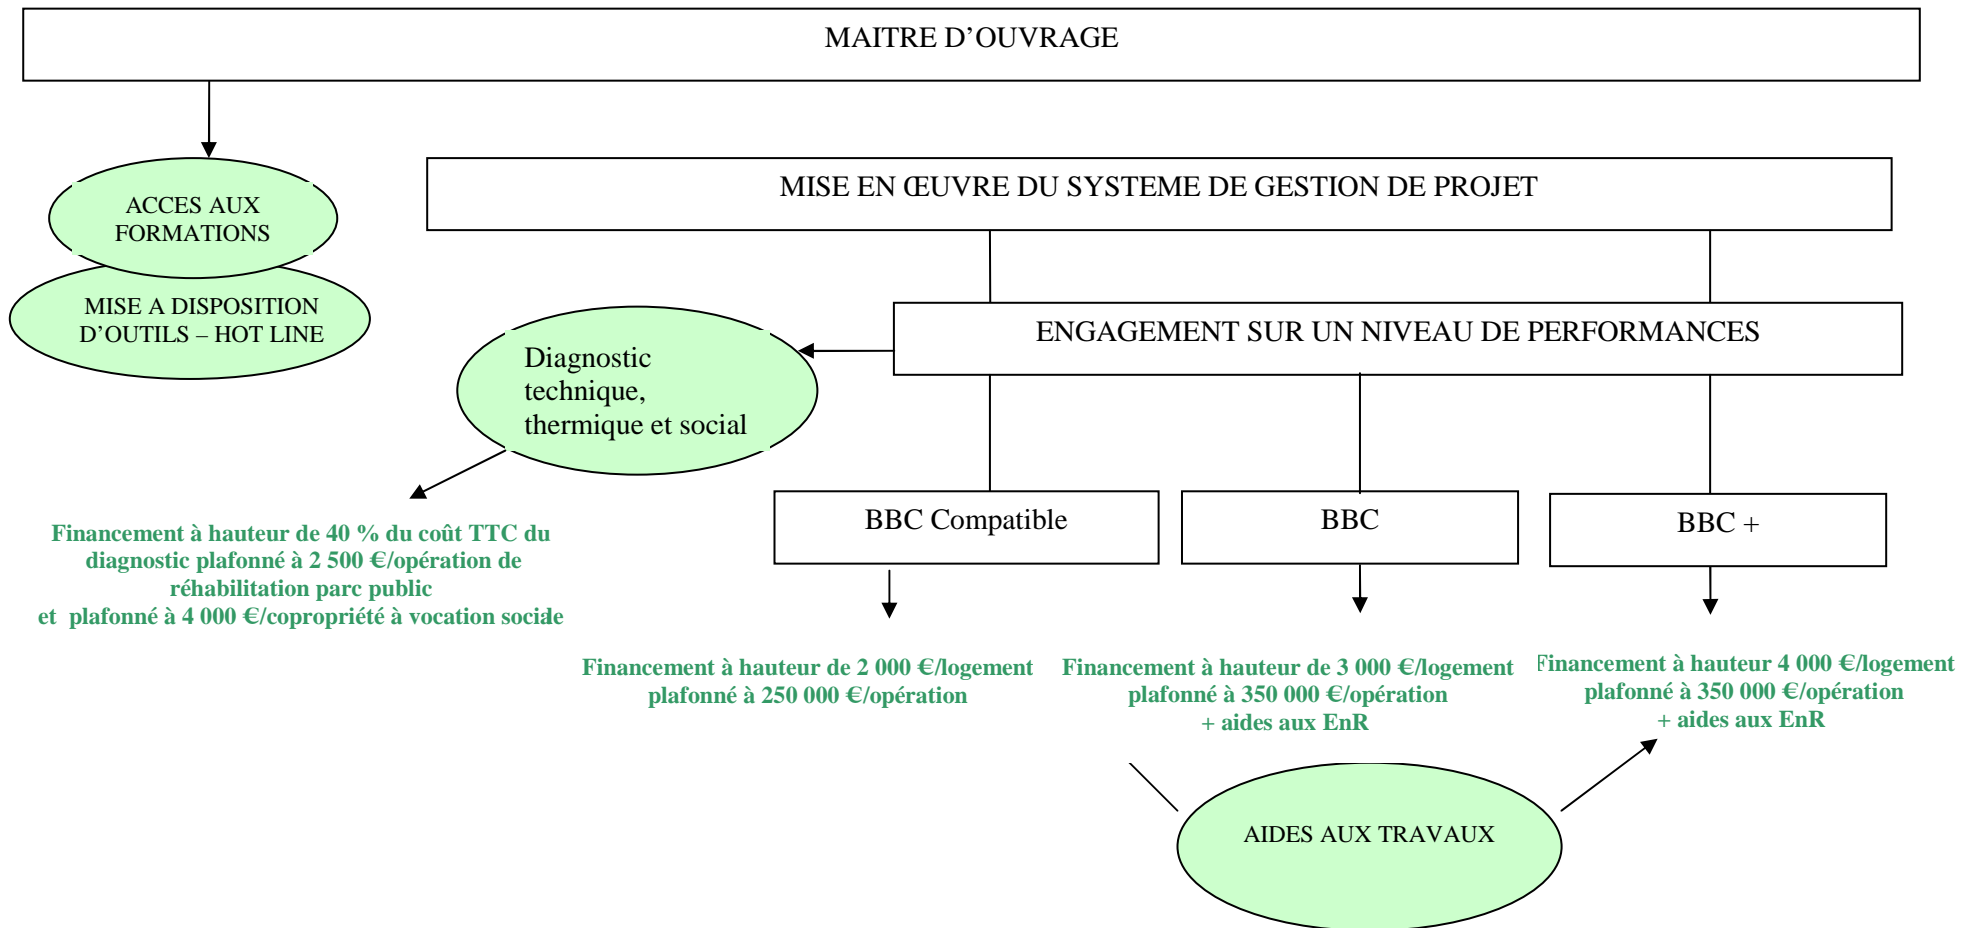 MAITRE D’OUVRAGE
ACCES AUX
FORMATIONS
MISE A DISPOSITION
D’OUTILS – HOT LINE
MISE EN ŒUVRE DU SYSTEME DE GESTION DE PROJET
ENGAGEMENT SUR UN NIVEAU DE PERFORMANCES
Diagnostic
technique,
thermique et social
Financement à hauteur de 40 % du coût TTC du
diagnostic plafonné à 2 500 €/opération de
réhabilitation parc public
et plafonné à 4 000 €/copropriété à vocation sociale
BBC Compatible
BBC
BBC +
Financement à hauteur de 2 000 €/logement
plafonné à 250 000 €/opération
Financement à hauteur de 3 000 €/logement
plafonné à 350 000 €/opération
+ aides aux EnR
Financement à hauteur 4 000 €/logement
plafonné à 350 000 €/opération
+ aides aux EnR
AIDES AUX TRAVAUX